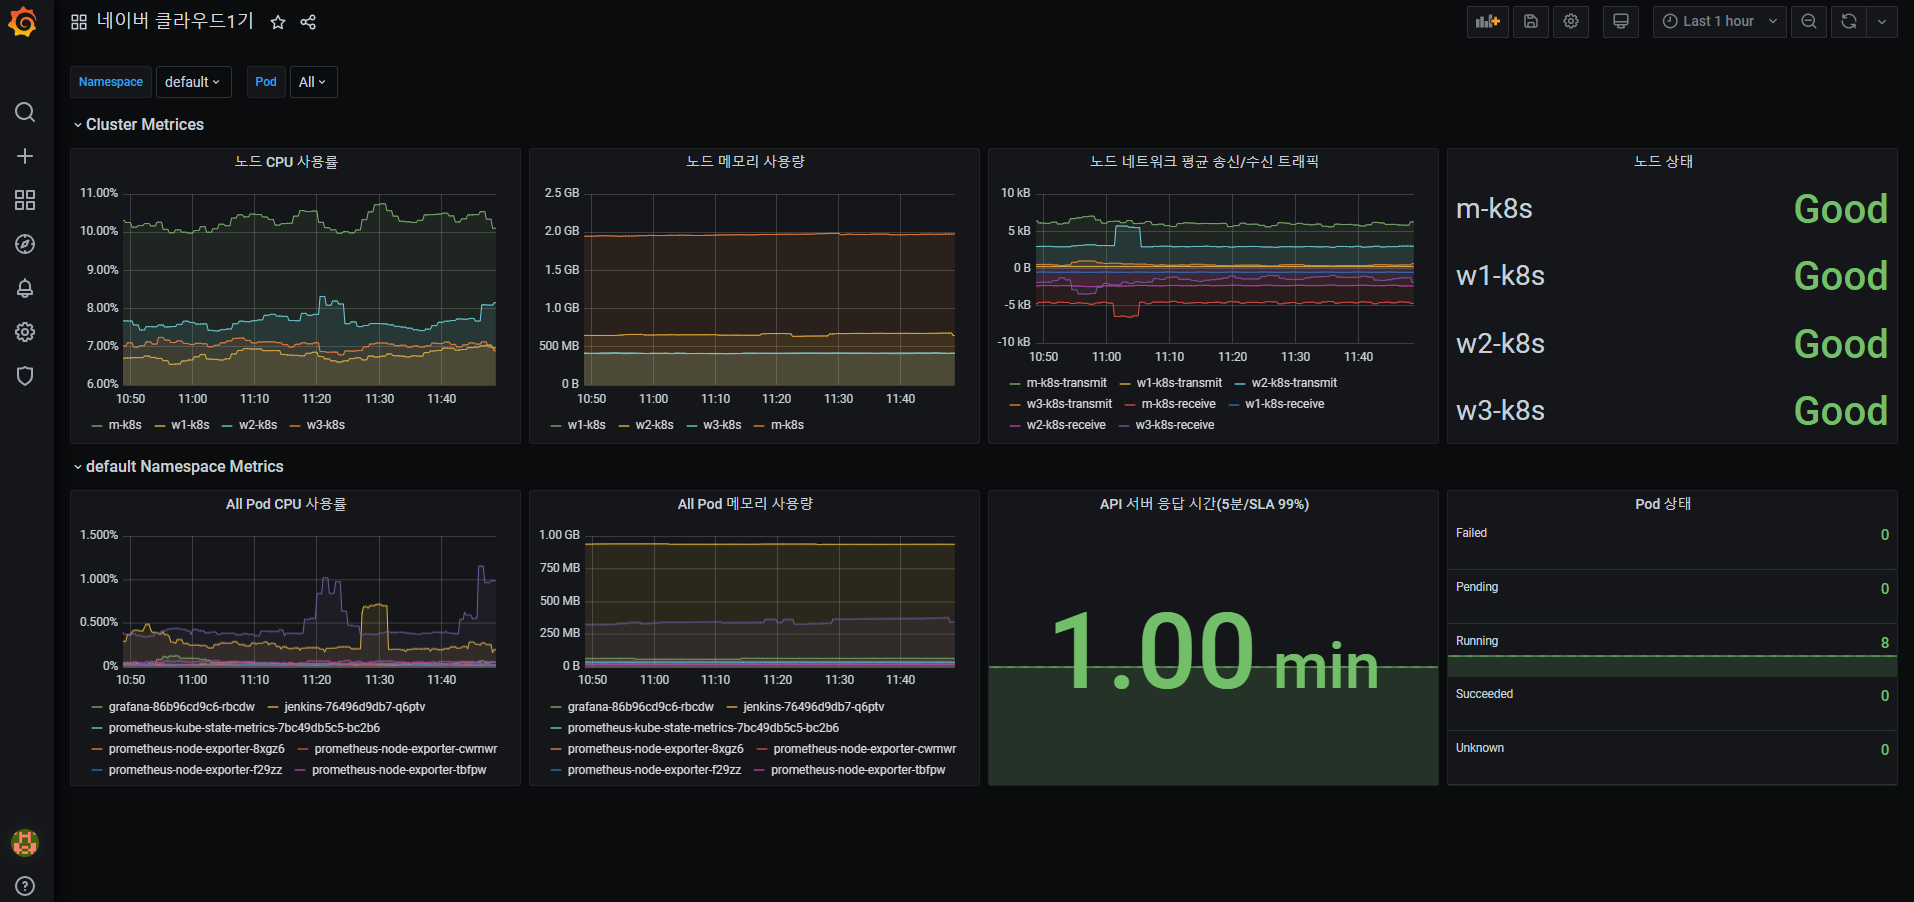 네이버 클라우드1기
Last 1 hour
Namespace default Pod All
Cluster Metrices
노드 CPU 사용률
11.00%
10.00%
9.00%
8.00%
7.00%
6.00%
10:50 11:00 11:10 11:20 11:30 11:40
m-k8s w1-k8s w2-k8s w3-k8s
노드 메모리 사용량
2.5 GB
2.0 GB
1.5 GB
1.0 GB
500 MB
0 B
10:50 11:00 11:10 11:20 11:30 11:40
w1-k8s w2-k8s w3-k8s m-k8s
노드 네트워크 평균 송신/수신 트래픽
10 kB
5 kB
0 B
-5 kB
-10 kB
10:50 11:00 11:10 11:20 11:30 11:40
m-k8s-transmit w1-k8s-transmit w2-k8s-transmit
w3-k8s-transmit m-k8s-receive w1-k8s-receive
w2-k8s-receive w3-k8s-receive
노드 상태
m-k8s Good
w1-k8s Good
w2-k8s Good
w3-k8s Good
default Namespace Metrics
All Pod CPU 사용률
1.500%
1.000%
0.500%
0%
10:50 11:00 11:10 11:20 11:30 11:40
grafana-86b96cd9c6-rbcdw jenkins-76496d9db7-q6ptv
prometheus-kube-state-metrics-7bc49db5c5-bc2b6
prometheus-node-exporter-8xgz6 prometheus-node-exporter-cwmwr
prometheus-node-exporter-f29zz prometheus-node-exporter-tbfpw
All Pod 메모리 사용량
1.00 GB
750 MB
500 MB
250 MB
0 B
10:50 11:00 11:10 11:20 11:30 11:40
grafana-86b96cd9c6-rbcdw jenkins-76496d9db7-q6ptv
prometheus-kube-state-metrics-7bc49db5c5-bc2b6
prometheus-node-exporter-8xgz6 prometheus-node-exporter-cwmwr
prometheus-node-exporter-f29zz prometheus-node-exporter-tbfpw
API 서버 응답 시간(5분/SLA 99%)
1.00 min
Pod 상태
Failed 0
Pending 0
Running 8
Succeeded 0
Unknown 0